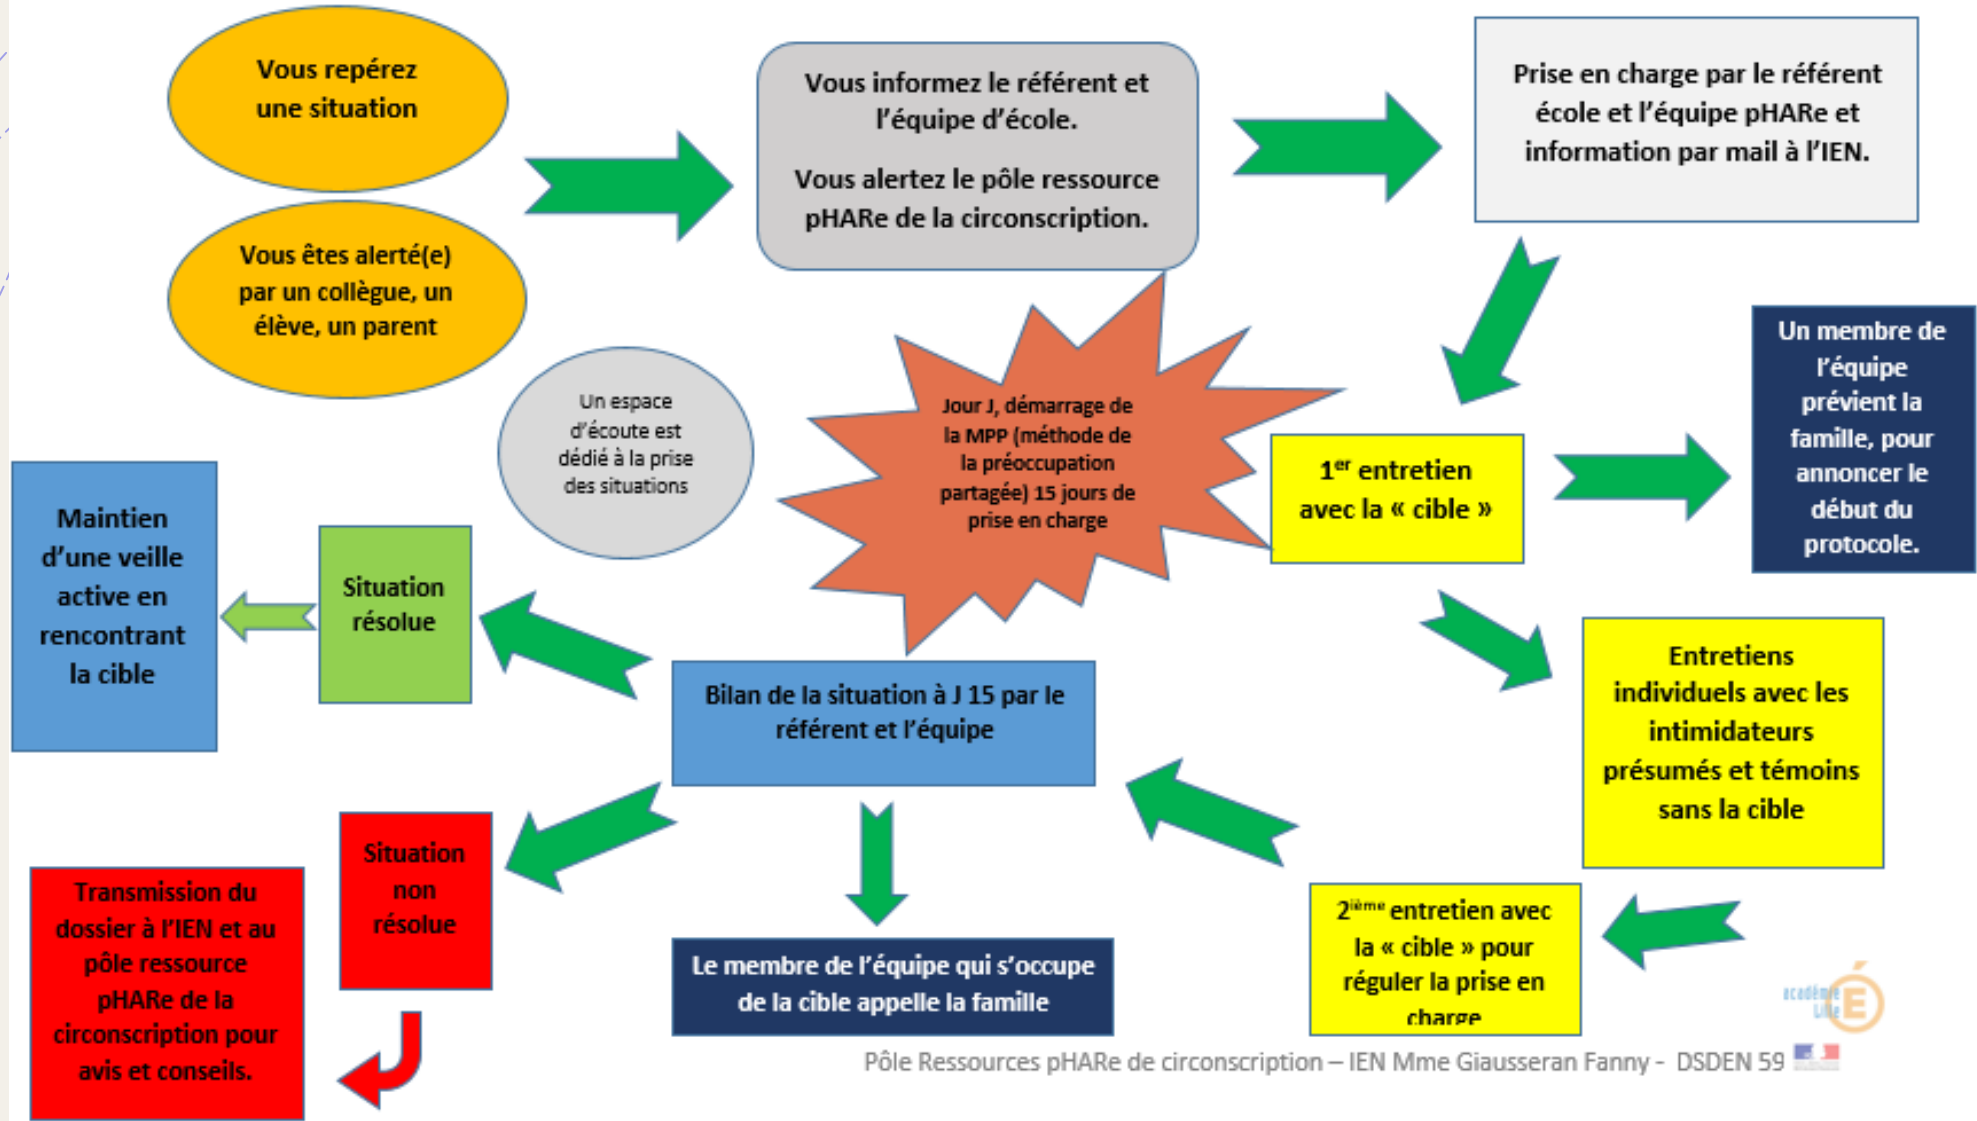 Vous repérez
une situation
Vous êtes alerté(e)
par un collègue, un
élève, un parent
Vous informez le référent et
l’équipe d’école.
Vous alertez le pôle ressource
pHARe de la circonscription.
Prise en charge par le référent
école et l’équipe pHARe et
information par mail à l’IEN.
Un espace
d’écoute est
dédié à la prise
des situations
Jour J, démarrage de
la MPP (méthode de
la préoccupation
partagée) 15 jours de
prise en charge
1er entretien
avec la « cible »
Un membre de
l’équipe
prévient la
famille, pour
annoncer le
début du
protocole.
Entretiens
individuels avec les
intimidateurs
présumés et témoins
sans la cible
2ième entretien avec
la « cible » pour
réguler la prise en
charge
Bilan de la situation à J 15 par le
référent et l’équipe
Situation
résolue
Maintien
d’une veille
active en
rencontrant
la cible
Situation
non
résolue
Transmission du
dossier à l’IEN et au
pôle ressource
pHARe de la
circonscription pour
avis et conseils.
Le membre de l’équipe qui s’occupe
de la cible appelle la famille
académie
Lille
É
Pôle Ressources pHARe de circonscription – IEN Mme Giausseran Fanny - DSDEN 59